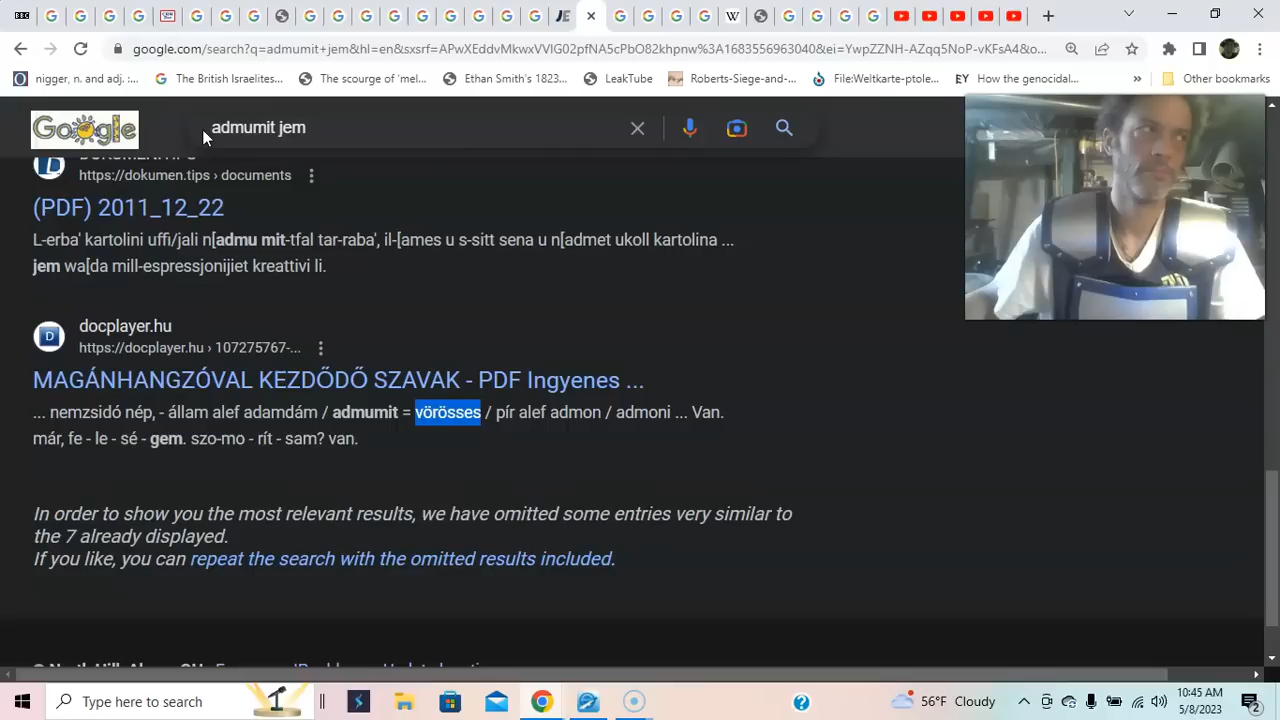 BBC
JE
W
google.com/search?q=admumit+jem&hl=en&sxsrf=APwXEddvMkwxVVIG02pfNA5cPbO82khpnw%3A1683556963040&ei=YwpZZNH-AZqq5NoP-vKFsA4&o...
nigger, n. and adj. :...
The British Israelites...
The scourge of 'mel...
Ethan Smith's 1823...
LeakTube
Roberts-Siege-and-...
File:Weltkarte-ptole...
EY
How the genocidal...
»
Other bookmarks
Google
admumit jem
https://dokumen.tips › documents
(PDF) 2011_12_22
L-erba' kartolini uffi/jali n[admu mit-tfal tar-raba', il-[ames u s-sitt sena u n[admet ukoll kartolina ...
jem wa[da mill-espressjonijiet kreattivi li.
docplayer.hu
https://docplayer.hu › 107275767-...
MAGÁNHANGZÓVAL KEZDŐDŐ SZAVAK - PDF Ingyenes ...
... nemzsidó nép, - állam alef adamdám / admumit = vörösses / pír alef admon / admoni ... Van.
már, fe - le - sé - gem. szo-mo - rít - sam? van.
In order to show you the most relevant results, we have omitted some entries very similar to
the 7 already displayed.
If you like, you can repeat the search with the omitted results included.
Type here to search
56°F Cloudy
10:45 AM
5/8/2023
2